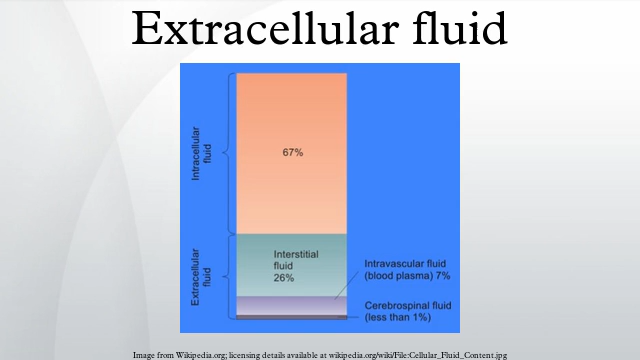 Extracellular fluid
Intracellular
fluid
67%
Extracellular
fluid
Interstitial
fluid
26%
Intravascular fluid
(blood plasma) 7%
Cerebrospinal fluid
(less than 1%)
Image from Wikipedia.org; licensing details available at wikipedia.org/wiki/File:Cellular_Fluid_Content.jpg